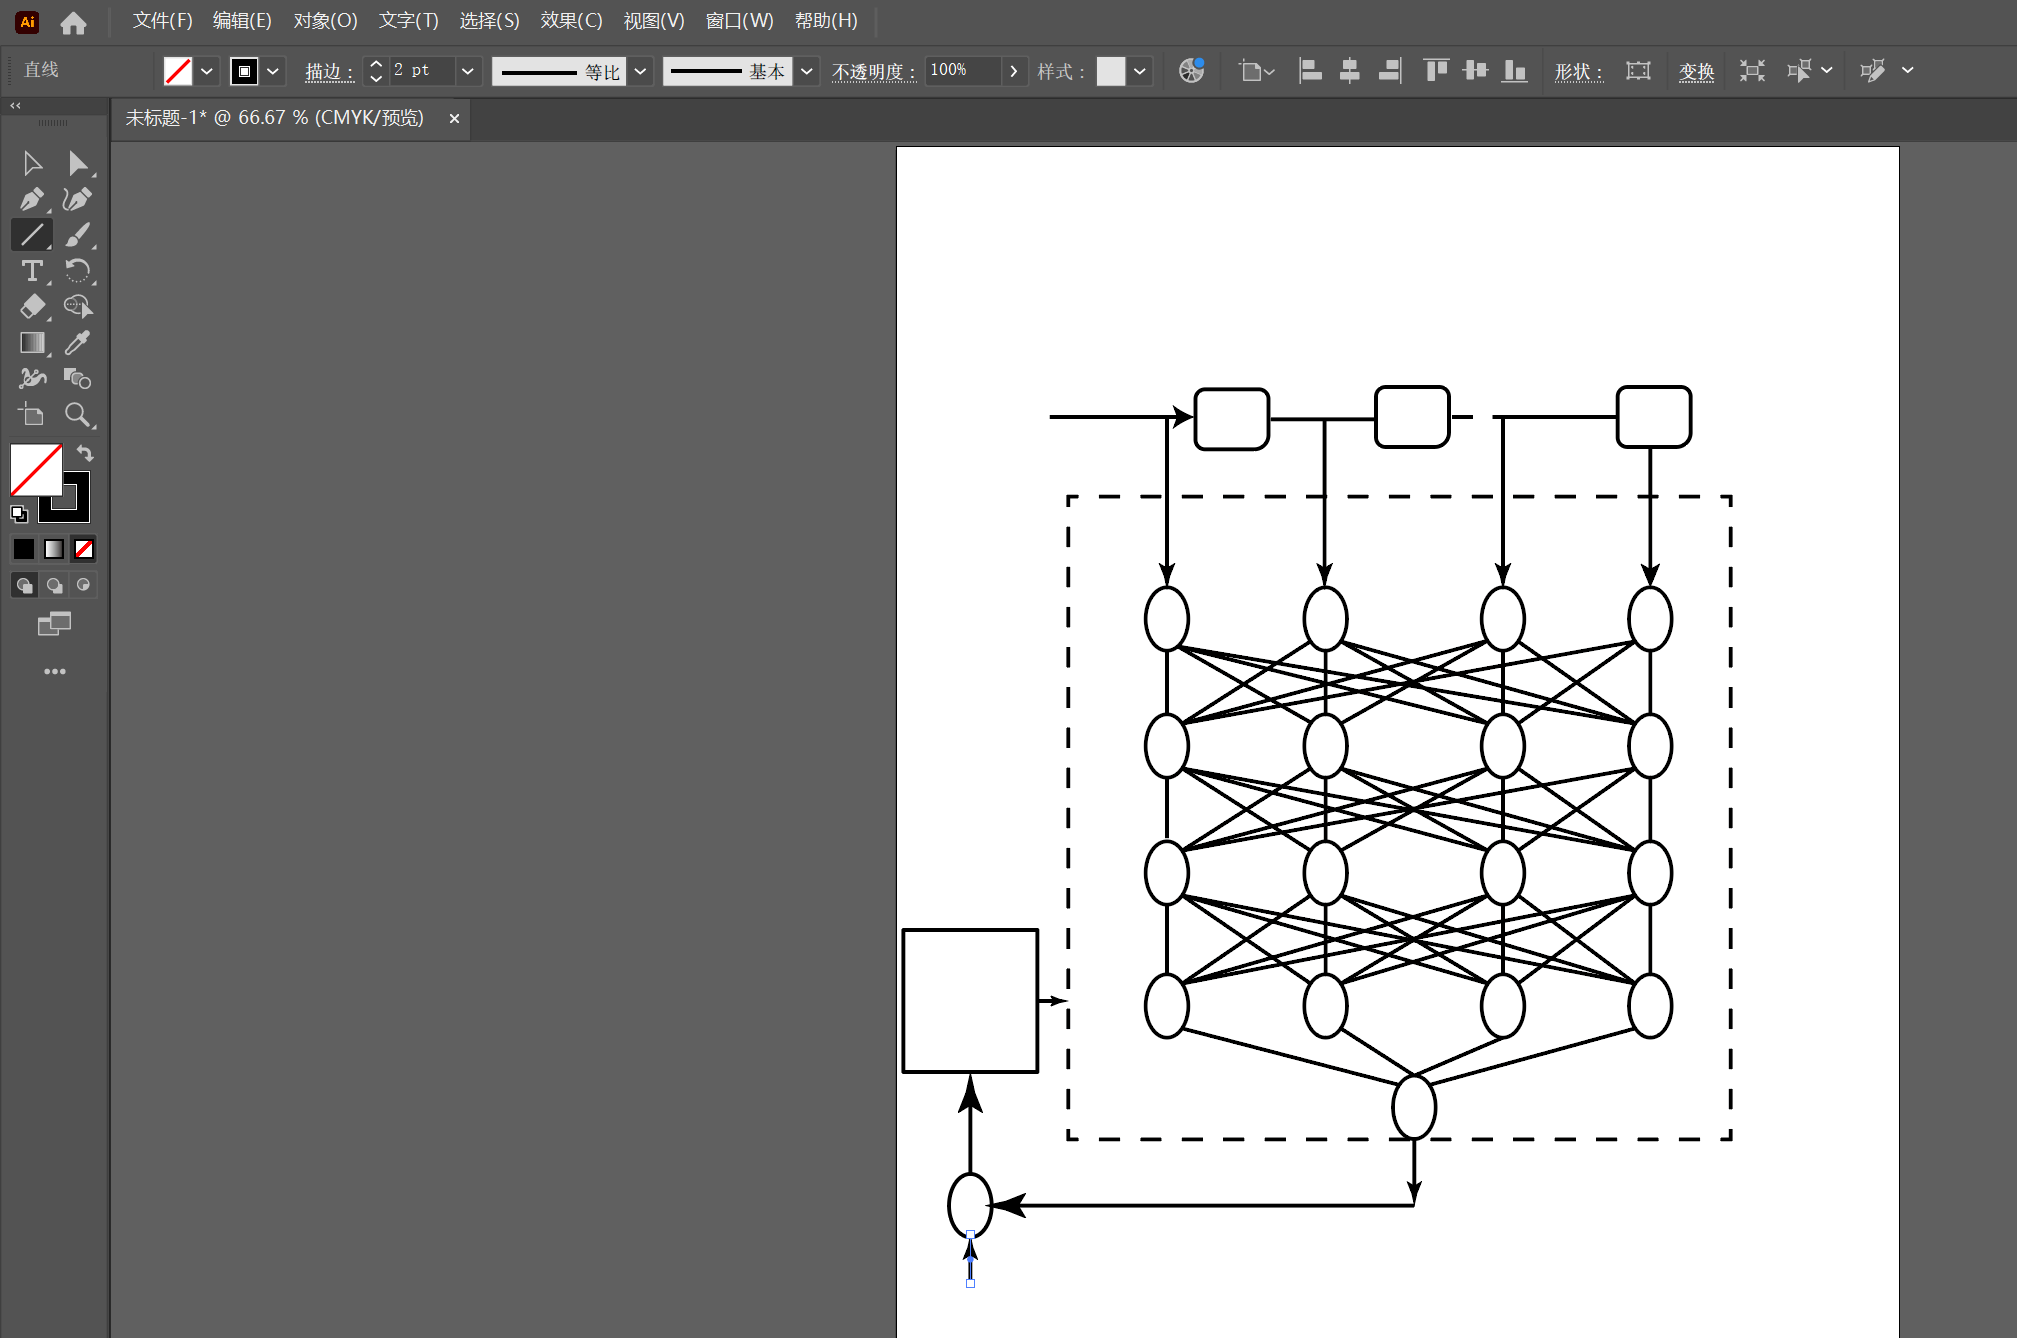 Ai 文件(F) 编辑(E) 对象(O) 文字(T) 选择(S) 效果(C) 视图(V) 窗口(W) 帮助(H)
直线 描边： 2 pt 等比 基本 不透明度： 100% 样式： 形状： 变换
未标题-1* @ 66.67 % (CMYK/预览) ×